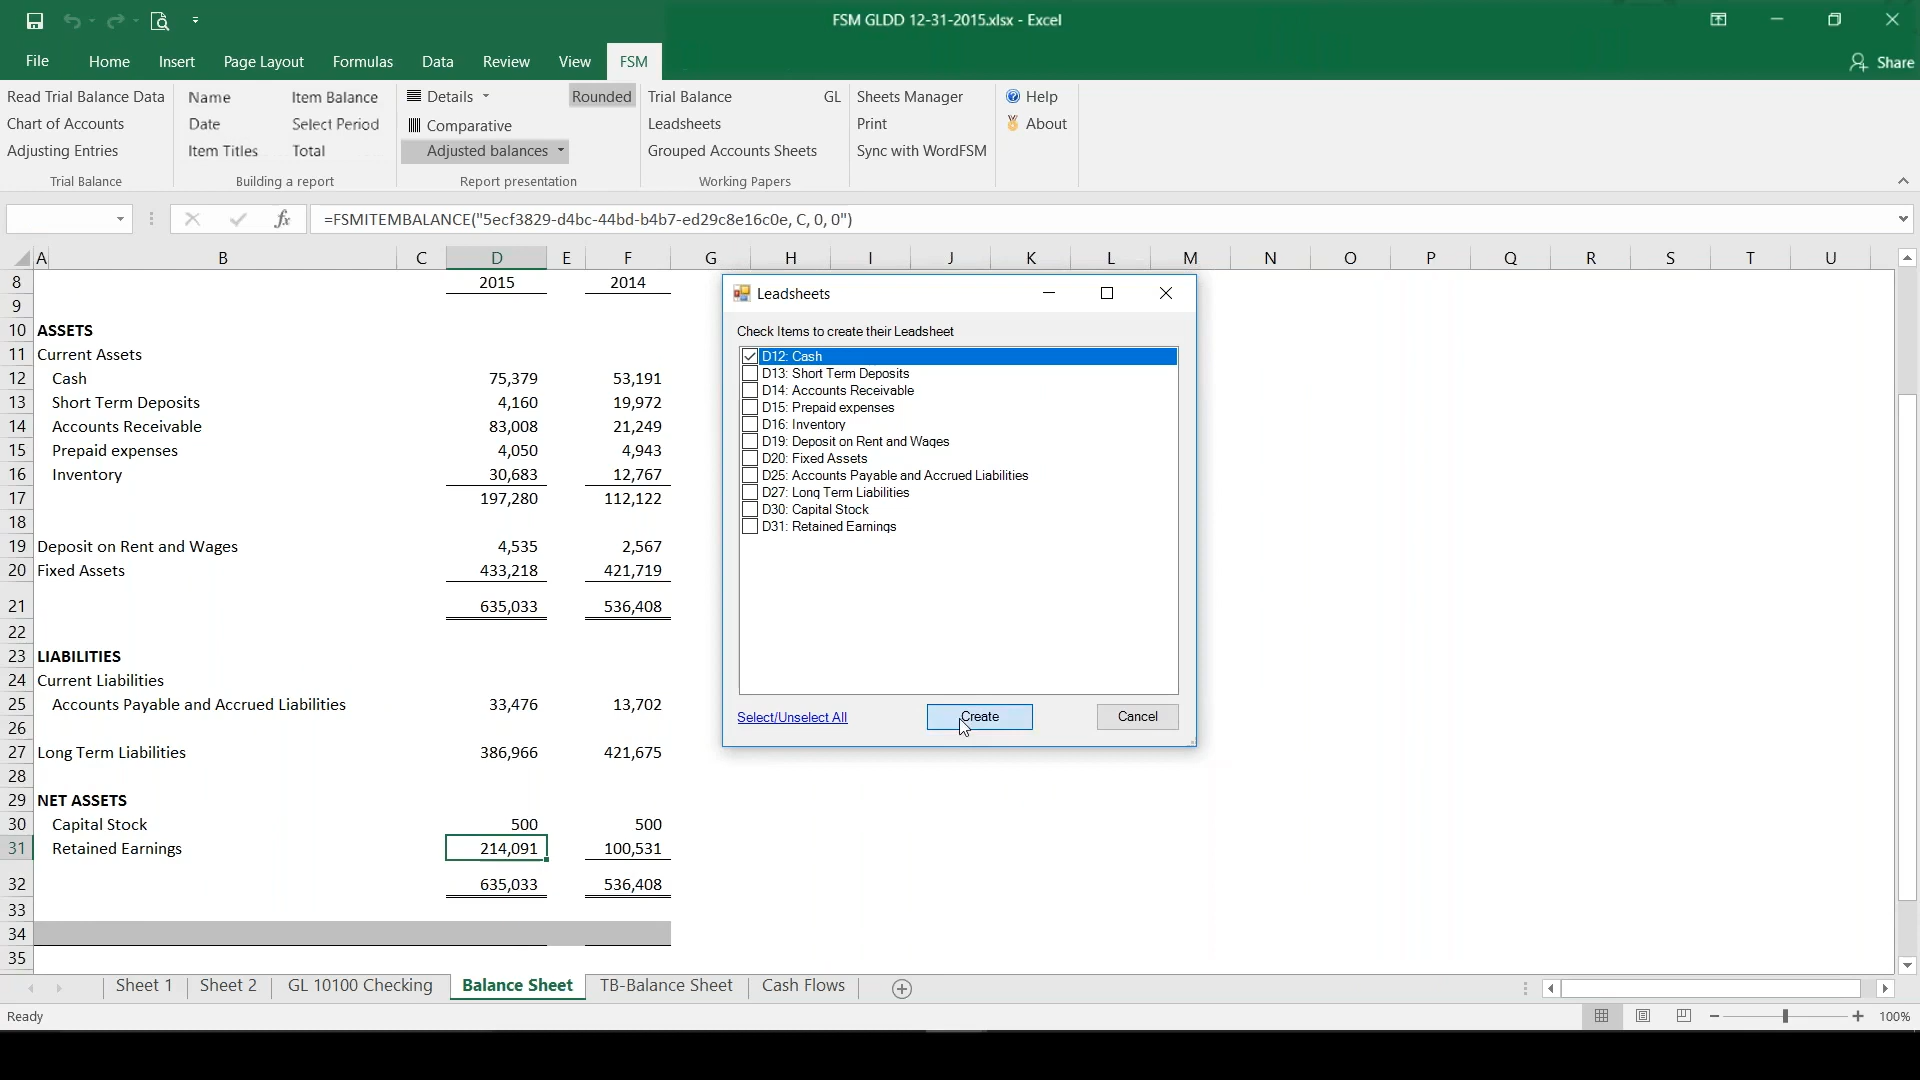 FSM GLDD 12-31-2015.xlsx - Excel
File Home Insert Page Layout Formulas Data Review View FSM Share
Read Trial Balance Data Name Item Balance Details Rounded Trial Balance GL Sheets Manager Help
Chart of Accounts Date Select Period Comparative Leadsheets Print About
Adjusting Entries Item Titles Total Adjusted balances Grouped Accounts Sheets Sync with WordFSM
Trial Balance Building a report Report presentation Working Papers
fx =FSMITEMBALANCE("5ecf3829-d4bc-44bd-b4b7-ed29c8e16c0e, C, 0, 0")
A B C D E F G H I J K L M N O P Q R S T U
8 2015 2014
9
10 ASSETS
11 Current Assets
12 Cash 75,379 53,191
13 Short Term Deposits 4,160 19,972
14 Accounts Receivable 83,008 21,249
15 Prepaid expenses 4,050 4,943
16 Inventory 30,683 12,767
17 197,280 112,122
18
19 Deposit on Rent and Wages 4,535 2,567
20 Fixed Assets 433,218 421,719
21 635,033 536,408
22
23 LIABILITIES
24 Current Liabilities
25 Accounts Payable and Accrued Liabilities 33,476 13,702
26
27 Long Term Liabilities 386,966 421,675
28
29 NET ASSETS
30 Capital Stock 500 500
31 Retained Earnings 214,091 100,531
32 635,033 536,408
33
34
35
Leadsheets
Check Items to create their Leadsheet
D12: Cash
D13: Short Term Deposits
D14: Accounts Receivable
D15: Prepaid expenses
D16: Inventory
D19: Deposit on Rent and Wages
D20: Fixed Assets
D25: Accounts Payable and Accrued Liabilities
D27: Long Term Liabilities
D30: Capital Stock
D31: Retained Earnings
Select/Unselect All Create Cancel
Sheet 1 Sheet 2 GL 10100 Checking Balance Sheet TB-Balance Sheet Cash Flows
Ready 100%